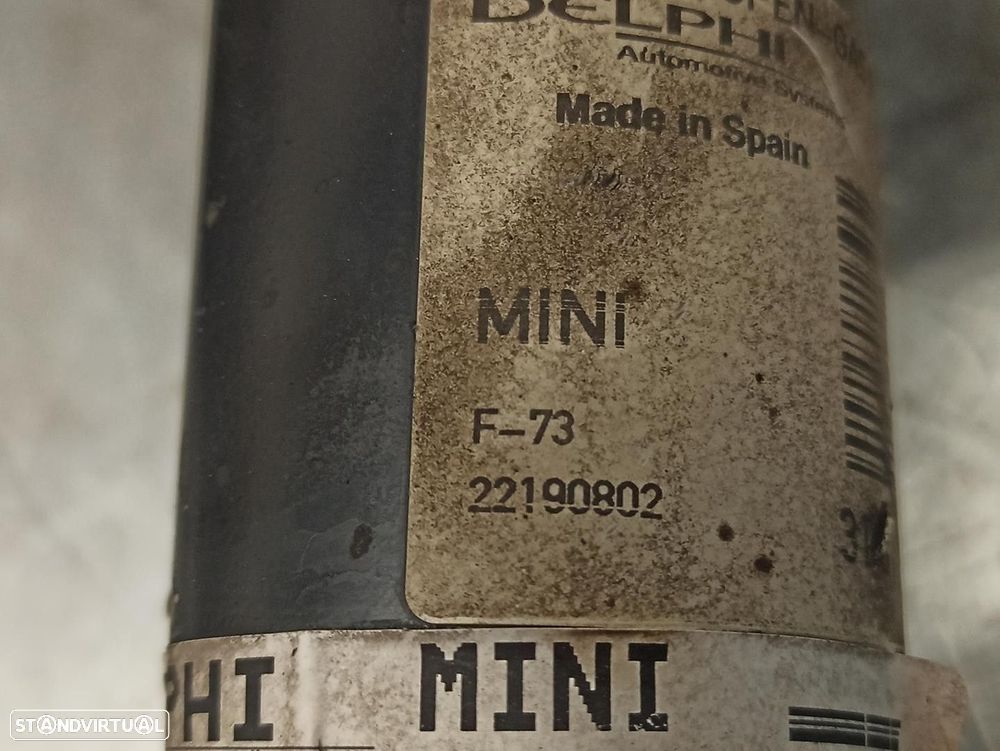 DELPHI
Automotive Systems
Made in Spain
MINI
F-73
22190802
PHI MINI
STANDVIRTUAL